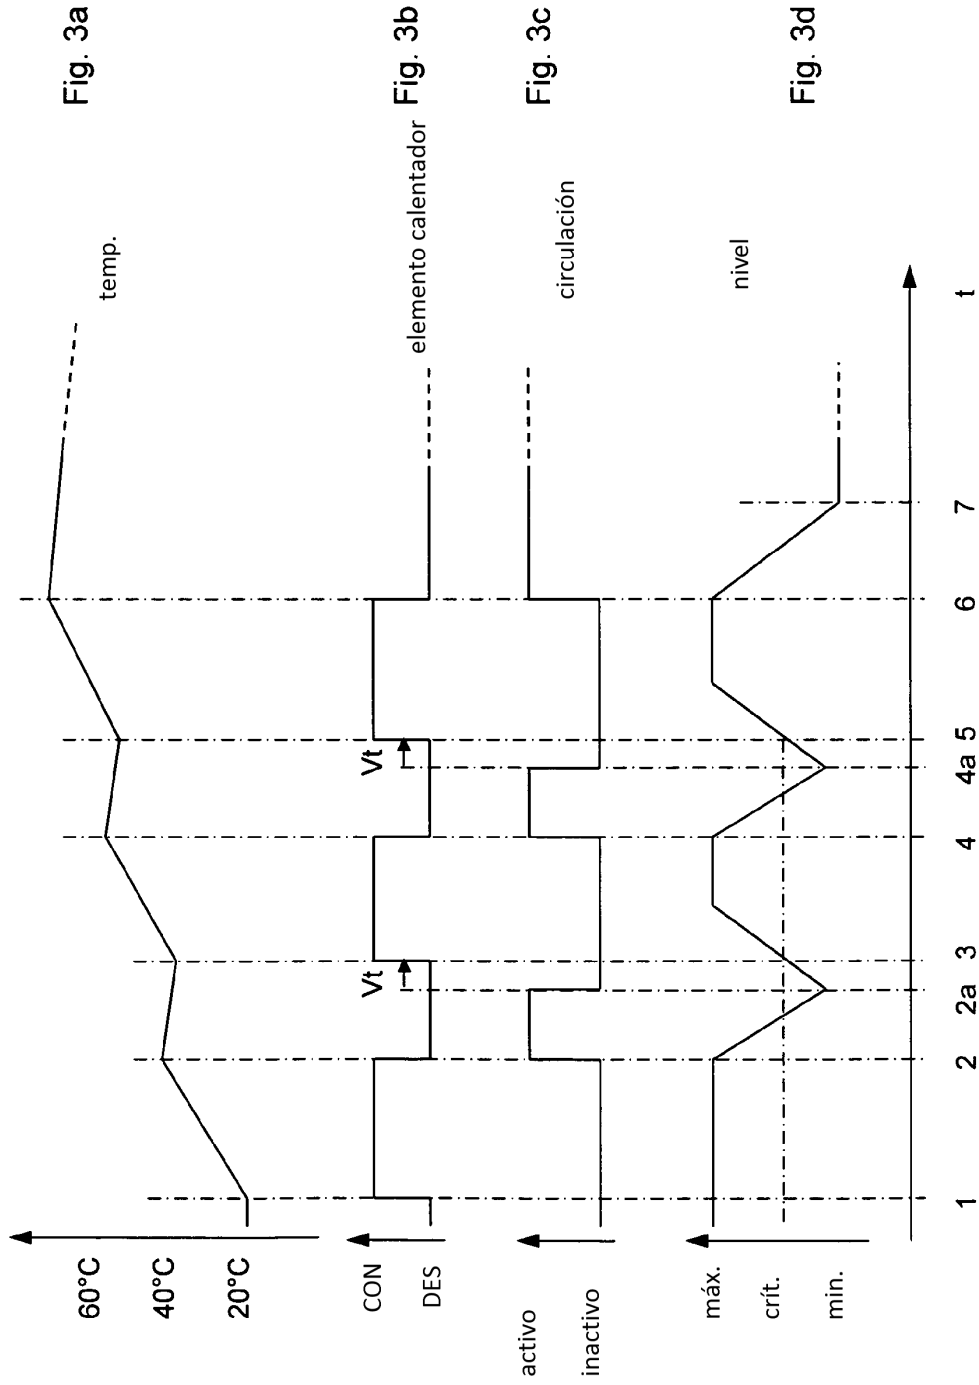 Fig. 3a
temp.
60°C
40°C
20°C
Fig. 3b
elemento calentador
CON
DES
Vt
Vt
Fig. 3c
circulación
activo
inactivo
Fig. 3d
nivel
máx.
crít.
min.
1
2
2a
3
4
4a
5
6
7
t